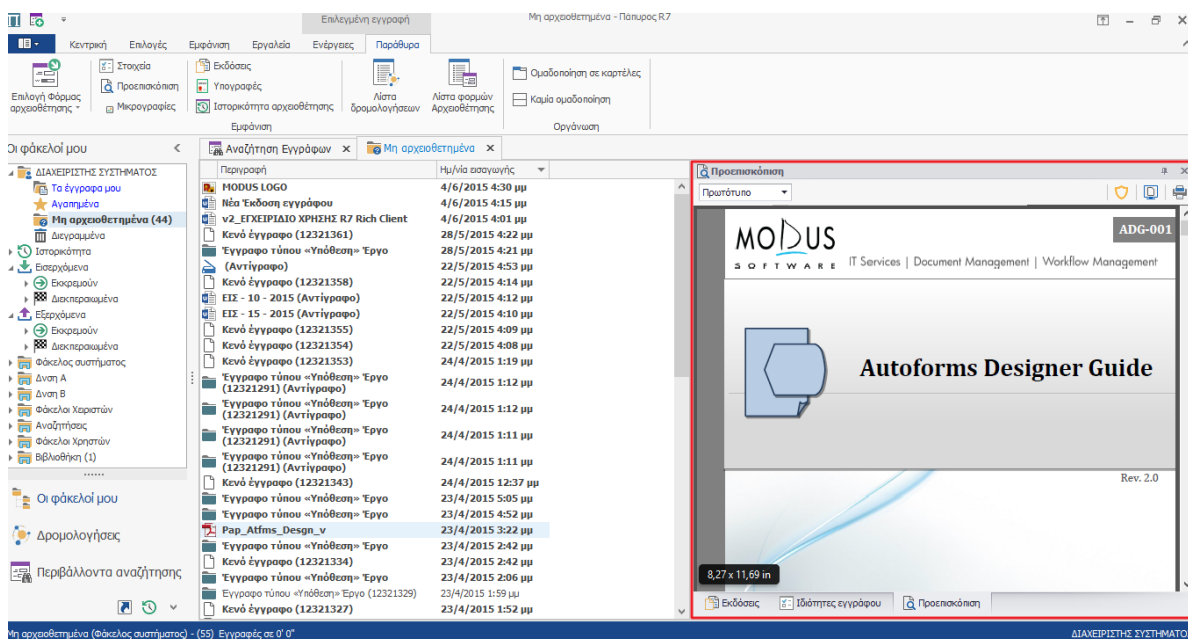 Επιλεγμένη εγγραφή
Μη αρχειοθετημένα - Πάπυρος R.7
Κεντρική Επιλογές Εμφάνιση Εργαλεία Ενέργειες Παράθυρα
Επιλογή Φόρμας αρχειοθέτησης
Στοιχεία
Προεπισκόπιση
Μικρογραφίες
Εκδόσεις
Υπογραφές
Ιστορικότητα αρχειοθέτησης
Λίστα δρομολογήσεων
Λίστα φορμών Αρχειοθέτησης
Ομαδοποίηση σε καρτέλες
Καμία ομαδοποίηση
Εμφάνιση
Οργάνωση
Οι φάκελοί μου
Αναζήτηση Εγγράφων
Μη αρχειοθετημένα
ΔΙΑΧΕΙΡΙΣΤΗΣ ΣΥΣΤΗΜΑΤΟΣ
Τα έγγραφα μου
Αγαπημένα
Μη αρχειοθετημένα (44)
Διεγραμμένα
Ιστορικότητα
Εισερχόμενα
Εκκρεμούν
Διεκπεραιωμένα
Εξερχόμενα
Εκκρεμούν
Διεκπεραιωμένα
Φάκελος συστήματος
Δνση Α
Δνση Β
Φάκελοι Χειριστών
Αναζητήσεις
Φάκελοι Χρηστών
Βιβλιοθήκη (1)
Οι φάκελοί μου
Δρομολογήσεις
Περιβάλλοντα αναζήτησης
Περιγραφή Ημ/νία εισαγωγής
MODUS LOGO 4/6/2015 4:30 μμ
Νέα Έκδοση εγγράφου 4/6/2015 4:15 μμ
v2_ΕΓΧΕΙΡΙΔΙΟ ΧΡΗΣΗΣ R7 Rich Client 4/6/2015 4:01 μμ
Κενό έγγραφο (12321361) 28/5/2015 4:22 μμ
Έγγραφο τύπου «Υπόθεση» Έργο 28/5/2015 4:21 μμ
(Αντίγραφο) 22/5/2015 4:53 μμ
Κενό έγγραφο (12321358) 22/5/2015 4:14 μμ
ΕΙΣ - 10 - 2015 (Αντίγραφο) 22/5/2015 4:12 μμ
ΕΙΣ - 15 - 2015 (Αντίγραφο) 22/5/2015 4:10 μμ
Κενό έγγραφο (12321355) 22/5/2015 4:09 μμ
Κενό έγγραφο (12321354) 22/5/2015 4:08 μμ
Κενό έγγραφο (12321353) 24/4/2015 1:19 μμ
Έγγραφο τύπου «Υπόθεση» Έργο (12321291) (Αντίγραφο) 24/4/2015 1:12 μμ
Έγγραφο τύπου «Υπόθεση» Έργο (12321291) (Αντίγραφο) 24/4/2015 1:12 μμ
Έγγραφο τύπου «Υπόθεση» Έργο (12321291) (Αντίγραφο) 24/4/2015 1:11 μμ
Έγγραφο τύπου «Υπόθεση» Έργο (12321291) (Αντίγραφο) 24/4/2015 1:11 μμ
Κενό έγγραφο (12321343) 24/4/2015 12:37 μμ
Έγγραφο τύπου «Υπόθεση» Έργο 23/4/2015 5:05 μμ
Έγγραφο τύπου «Υπόθεση» Έργο 23/4/2015 4:52 μμ
Pap_Atfms_Desgn_v 23/4/2015 3:22 μμ
Έγγραφο τύπου «Υπόθεση» Έργο 23/4/2015 2:42 μμ
Κενό έγγραφο (12321334) 23/4/2015 2:42 μμ
Έγγραφο τύπου «Υπόθεση» Έργο 23/4/2015 2:06 μμ
Έγγραφο τύπου «Υπόθεση» Έργο (12321329) 23/4/2015 1:59 μμ
Κενό έγγραφο (12321327) 23/4/2015 1:52 μμ
Προεπισκόπιση
Πρωτότυπο
ADG-001
MODUS
SOFTWARE
IT Services | Document Management | Workflow Management
Autoforms Designer Guide
Rev. 2.0
8,27 x 11,69 in
Εκδόσεις Ιδιότητες εγγράφου Προεπισκόπιση
Μη αρχειοθετημένα (Φάκελος συστήματος) - (55) Εγγραφές σε 0' 0"
ΔΙΑΧΕΙΡΙΣΤΗΣ ΣΥΣΤΗΜΑΤΟ